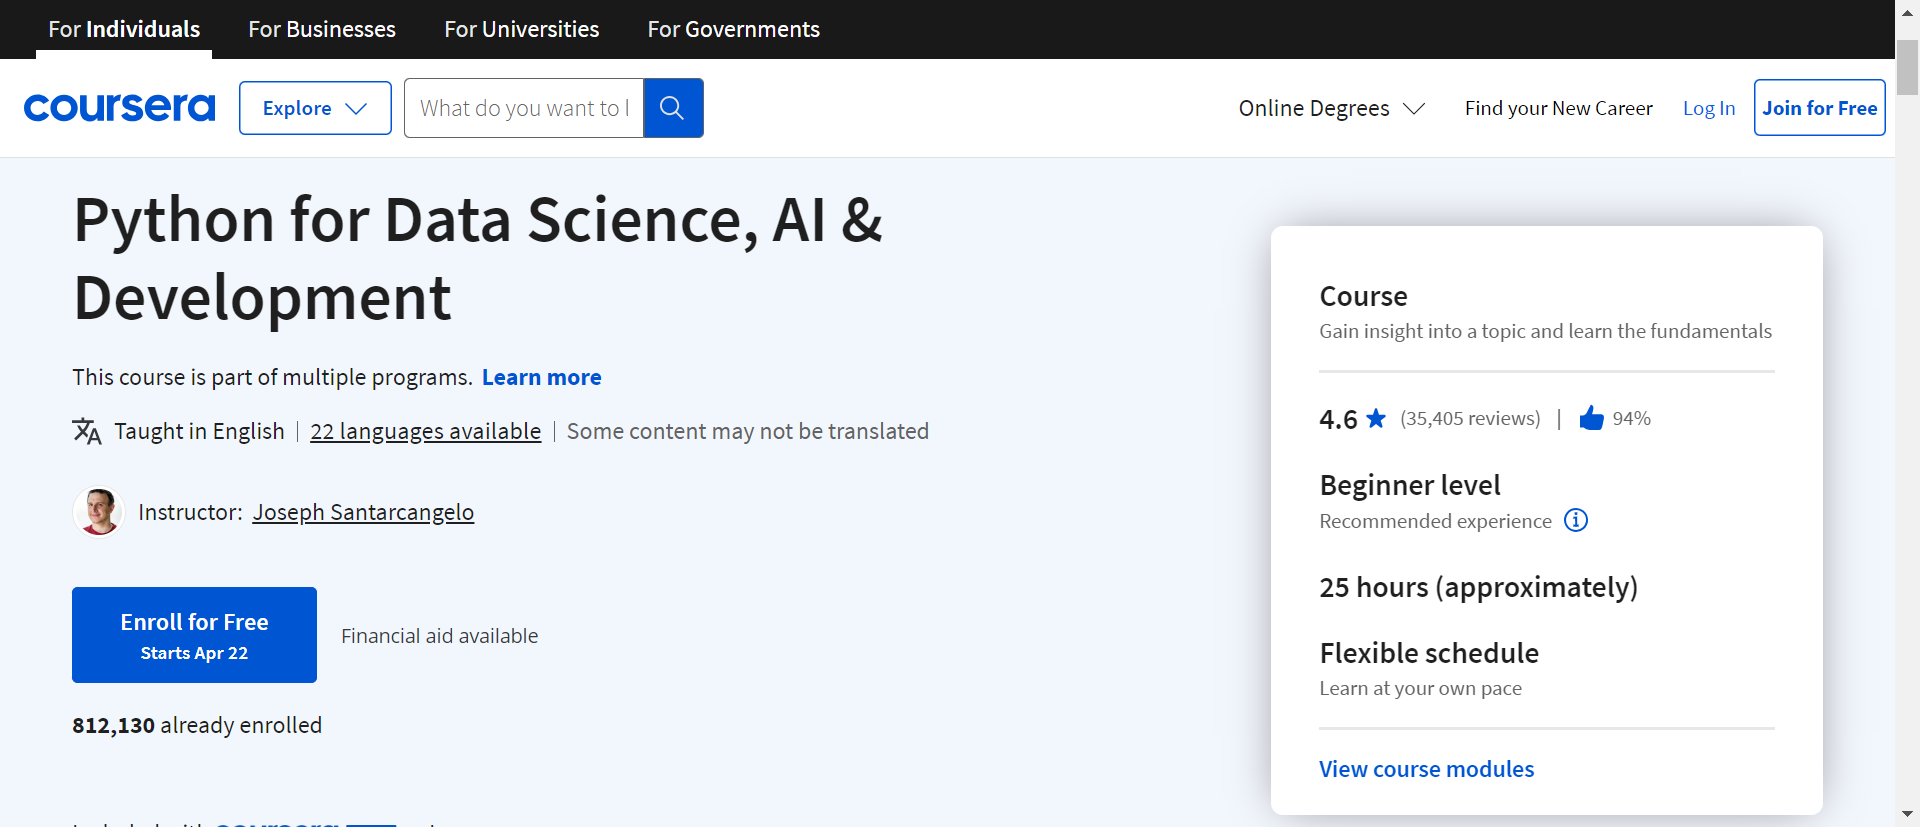 For Individuals For Businesses For Universities For Governments
coursera Explore What do you want to l Online Degrees Find your New Career Log In Join for Free
Python for Data Science, AI &
Development
This course is part of multiple programs. Learn more
Taught in English 22 languages available Some content may not be translated
Instructor: Joseph Santarcangelo
Enroll for Free
Starts Apr 22
Financial aid available
812,130 already enrolled
Course
Gain insight into a topic and learn the fundamentals
4.6 (35,405 reviews) | 94%
Beginner level
Recommended experience
25 hours (approximately)
Flexible schedule
Learn at your own pace
View course modules